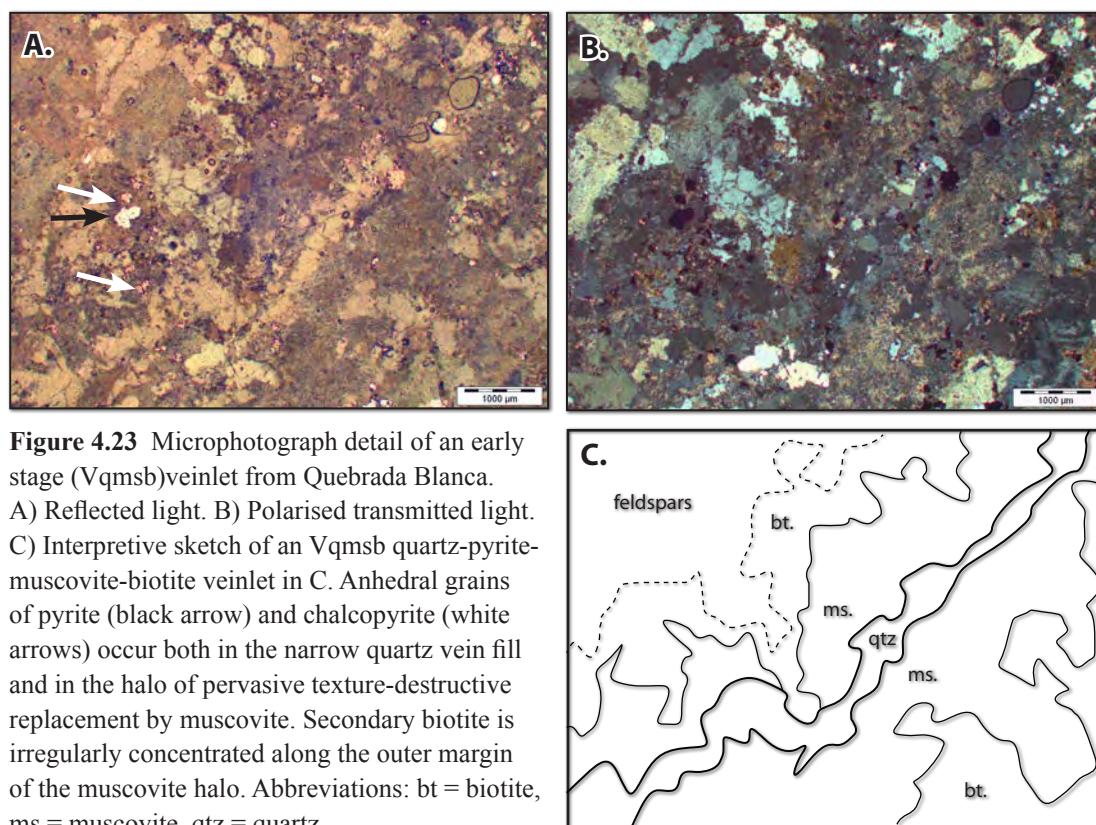 A.
1000 µm
B.
1000 µm
Figure 4.23 Microphotograph detail of an early
stage (Vqmsb)veinlet from Quebrada Blanca.
A) Reflected light. B) Polarised transmitted light.
C) Interpretive sketch of an Vqmsb quartz-pyrite-
muscovite-biotite veinlet in C. Anhedral grains
of pyrite (black arrow) and chalcopyrite (white
arrows) occur both in the narrow quartz vein fill
and in the halo of pervasive texture-destructive
replacement by muscovite. Secondary biotite is
irregularly concentrated along the outer margin
of the muscovite halo. Abbreviations: bt = biotite,
ms = muscovite, qtz = quartz
C.
feldspars
bt.
ms.
qtz
ms.
bt.